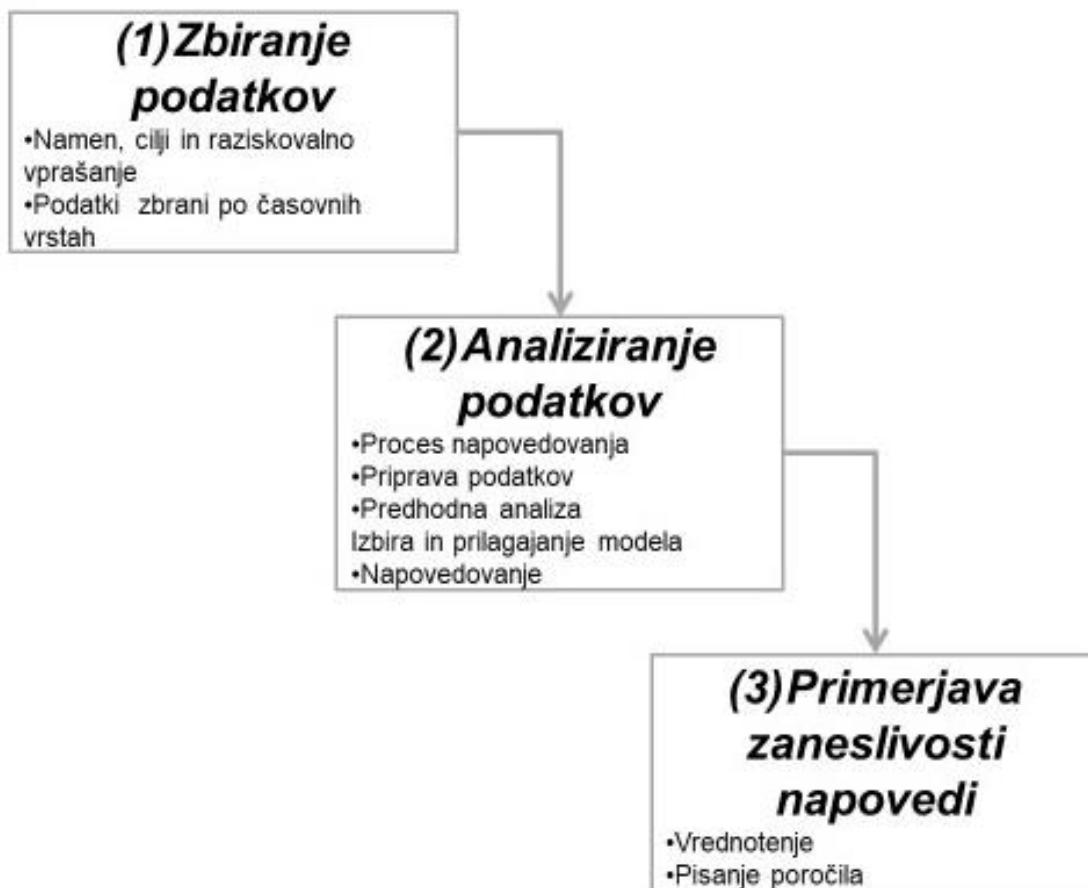 (1)Zbiranje
podatkov
•Namen, cilji in raziskovalno
vprašanje
•Podatki zbrani po časovnih
vrstah
(2)Analiziranje
podatkov
•Proces napovedovanja
•Priprava podatkov
•Predhodna analiza
Izbira in prilagajanje modela
•Napovedovanje
(3)Primerjava
zaneslivosti
napovedi
•Vrednotenje
•Pisanje poročila